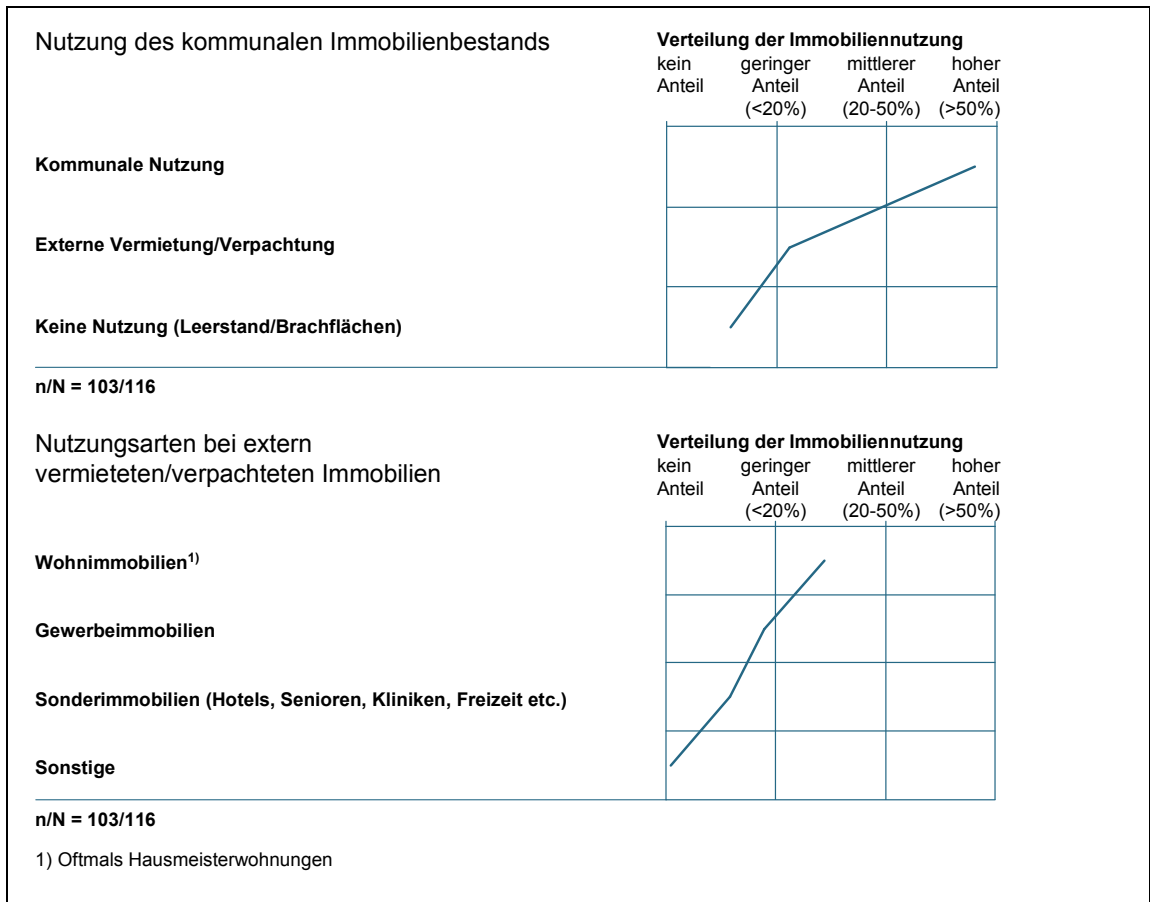 Nutzung des kommunalen Immobilienbestands
Verteilung der Immobiliennutzung
kein geringer mittlerer hoher
Anteil Anteil Anteil Anteil
(<20%) (20-50%) (>50%)
Kommunale Nutzung
Externe Vermietung/Verpachtung
Keine Nutzung (Leerstand/Brachflächen)
n/N = 103/116
Nutzungsarten bei extern
vermieteten/verpachteten Immobilien
Verteilung der Immobiliennutzung
kein geringer mittlerer hoher
Anteil Anteil Anteil Anteil
(<20%) (20-50%) (>50%)
Wohnimmobilien1)
Gewerbeimmobilien
Sonderimmobilien (Hotels, Senioren, Kliniken, Freizeit etc.)
Sonstige
n/N = 103/116
1) Oftmals Hausmeisterwohnungen